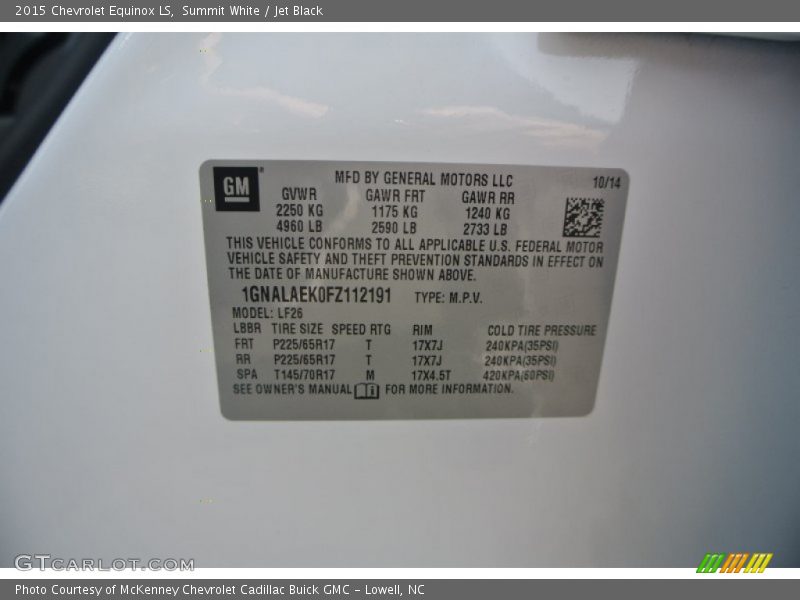 2015 Chevrolet Equinox LS, Summit White / Jet Black
GM
MFD BY GENERAL MOTORS LLC
10/14
GVWR GAWR FRT GAWR RR
2250 KG 1175 KG 1240 KG
4960 LB 2590 LB 2733 LB
THIS VEHICLE CONFORMS TO ALL APPLICABLE U.S. FEDERAL MOTOR
VEHICLE SAFETY AND THEFT PREVENTION STANDARDS IN EFFECT ON
THE DATE OF MANUFACTURE SHOWN ABOVE.
1GNALAEK0FZ112191 TYPE: M.P.V.
MODEL: LF26
LBBR TIRE SIZE SPEED RTG RIM COLD TIRE PRESSURE
FRT P225/65R17 T 17X7J 240KPA(35PSI)
RR P225/65R17 T 17X7J 240KPA(35PSI)
SPA T145/70R17 M 17X4.5T 420KPA(60PSI)
SEE OWNER'S MANUAL FOR MORE INFORMATION.
GTCARLOT.COM
Photo Courtesy of McKenney Chevrolet Cadillac Buick GMC - Lowell, NC